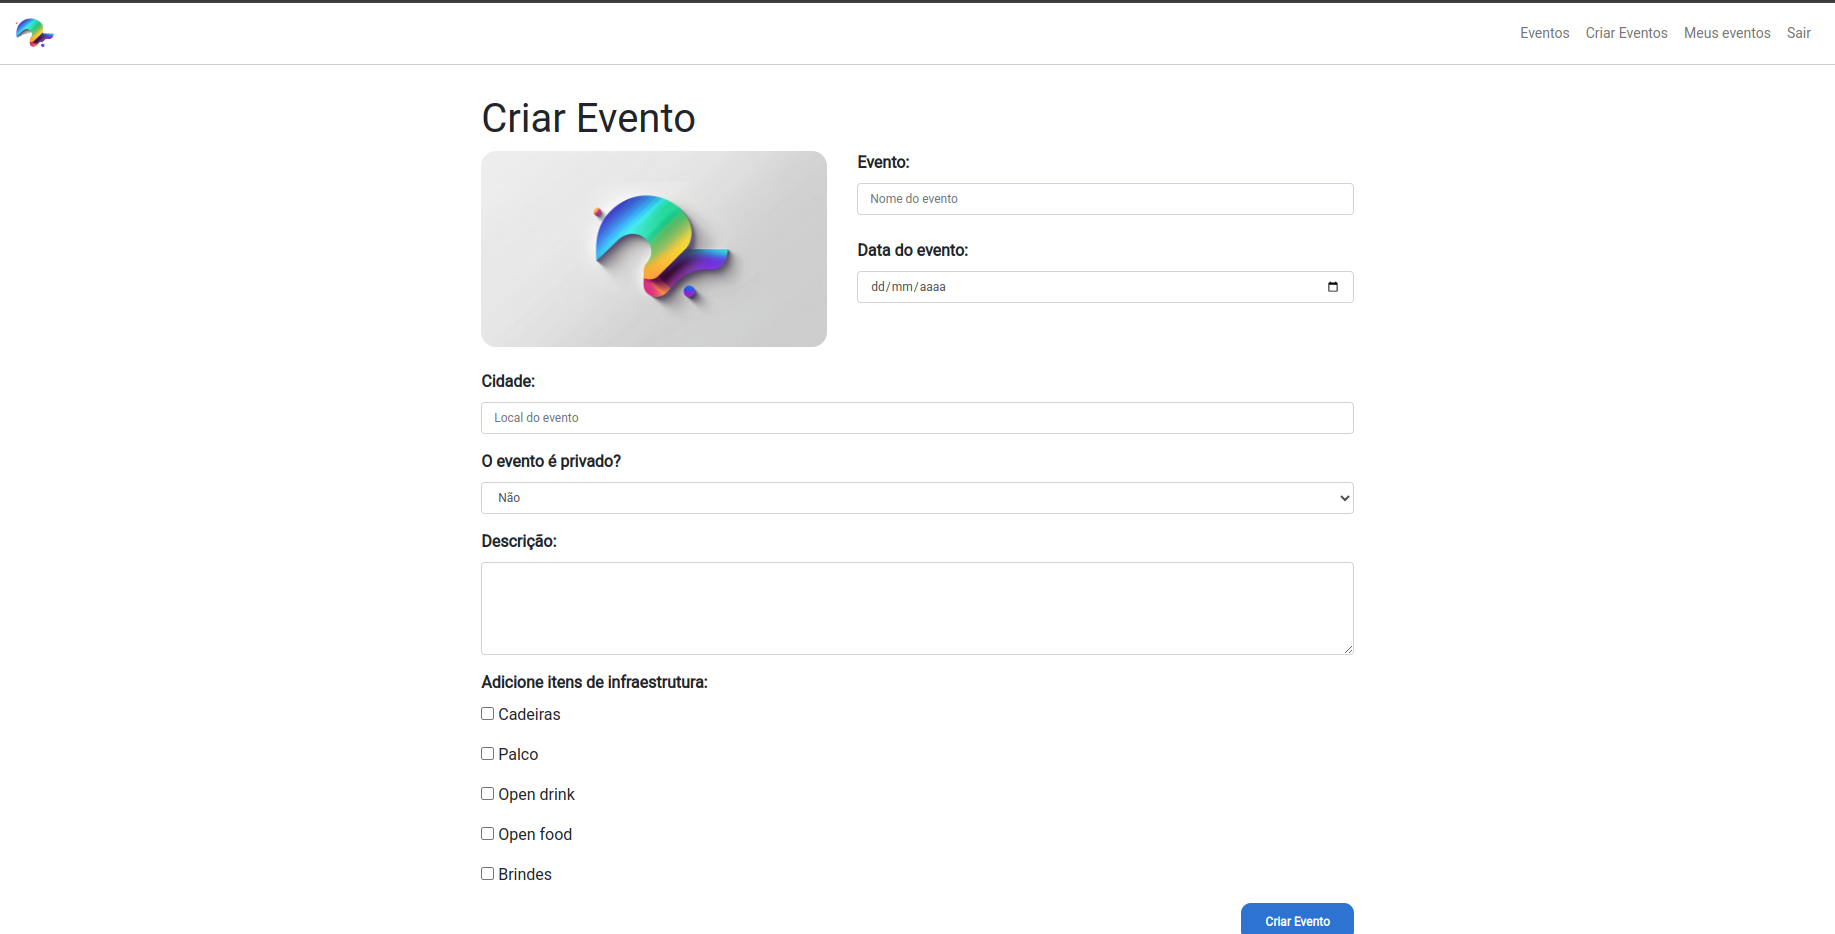 Eventos Criar Eventos Meus eventos Sair
Criar Evento
Evento:
Nome do evento
Data do evento:
dd/mm/aaaa
Cidade:
Local do evento
O evento é privado?
Não
Descrição:
Adicione itens de infraestrutura:
Cadeiras
Palco
Open drink
Open food
Brindes
Criar Evento